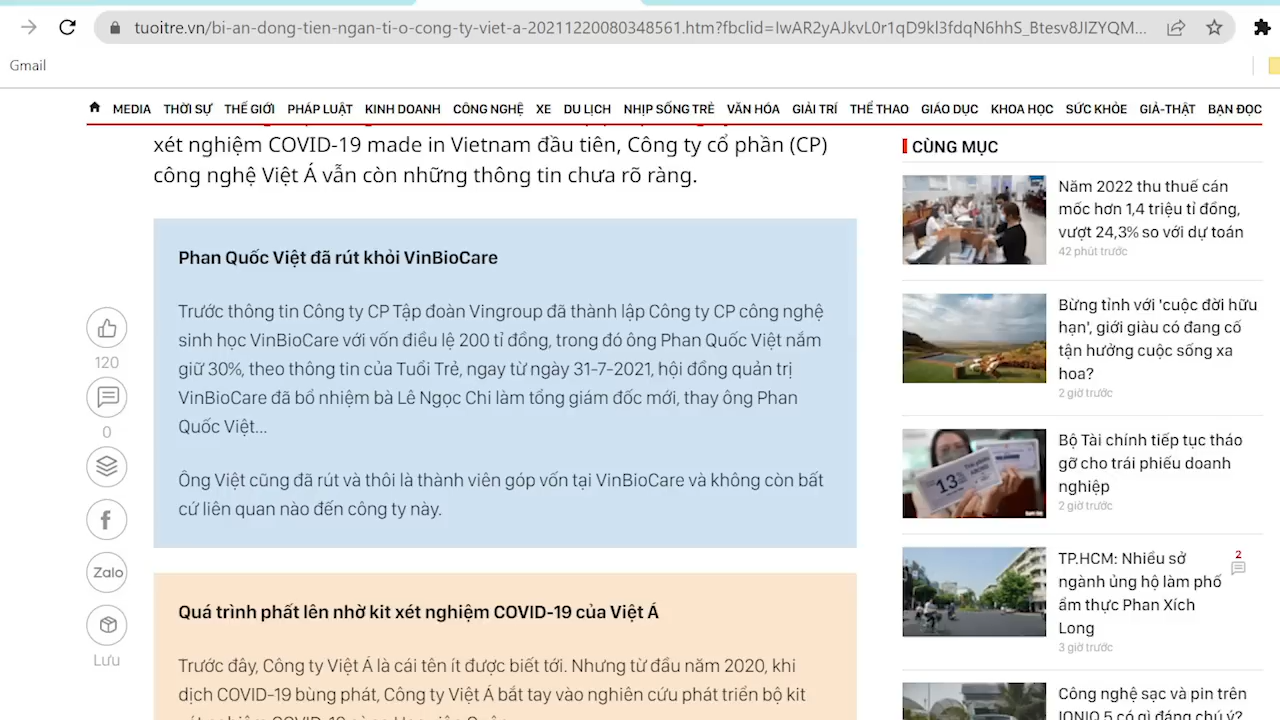 tuoitre.vn/bi-an-dong-tien-ngan-ti-o-cong-ty-viet-a-20211220080348561.htm?fbclid=IwAR2yAJkvL0r1qD9kl3fdqN6hhS_Btesv8JIZYQM...
Gmail
MEDIA THỜI SỰ THẾ GIỚI PHÁP LUẬT KINH DOANH CÔNG NGHỆ XE DU LỊCH NHỊP SỐNG TRẺ VĂN HÓA GIẢI TRÍ THỂ THAO GIÁO DỤC KHOA HỌC SỨC KHỎE GIẢ-THẬT BẠN ĐỌC
xét nghiệm COVID-19 made in Vietnam đầu tiên, Công ty cổ phần (CP)
công nghệ Việt Á vẫn còn những thông tin chưa rõ ràng.
Phan Quốc Việt đã rút khỏi VinBioCare
Trước thông tin Công ty CP Tập đoàn Vingroup đã thành lập Công ty CP công nghệ
sinh học VinBioCare với vốn điều lệ 200 tỉ đồng, trong đó ông Phan Quốc Việt nắm
giữ 30%, theo thông tin của Tuổi Trẻ, ngay từ ngày 31-7-2021, hội đồng quản trị
VinBioCare đã bổ nhiệm bà Lê Ngọc Chi làm tổng giám đốc mới, thay ông Phan
Quốc Việt...
Ông Việt cũng đã rút và thôi là thành viên góp vốn tại VinBioCare và không còn bất
cứ liên quan nào đến công ty này.
Quá trình phất lên nhờ kit xét nghiệm COVID-19 của Việt Á
Trước đây, Công ty Việt Á là cái tên ít được biết tới. Nhưng từ đầu năm 2020, khi
dịch COVID-19 bùng phát, Công ty Việt Á bắt tay vào nghiên cứu phát triển bộ kit
120
0
Zalo
Lưu
CÙNG MỤC
Năm 2022 thu thuế cán
mốc hơn 1,4 triệu tỉ đồng,
vượt 24,3% so với dự toán
42 phút trước
Bừng tỉnh với 'cuộc đời hữu
hạn', giới giàu có đang cố
tận hưởng cuộc sống xa
hoa?
2 giờ trước
13%
Bộ Tài chính tiếp tục tháo
gỡ cho trái phiếu doanh
nghiệp
2 giờ trước
TP.HCM: Nhiều sở
ngành ủng hộ làm phố
ẩm thực Phan Xích
Long
2
3 giờ trước
Công nghệ sạc và pin trên
IONIQ 5 có gì đáng chú ý?